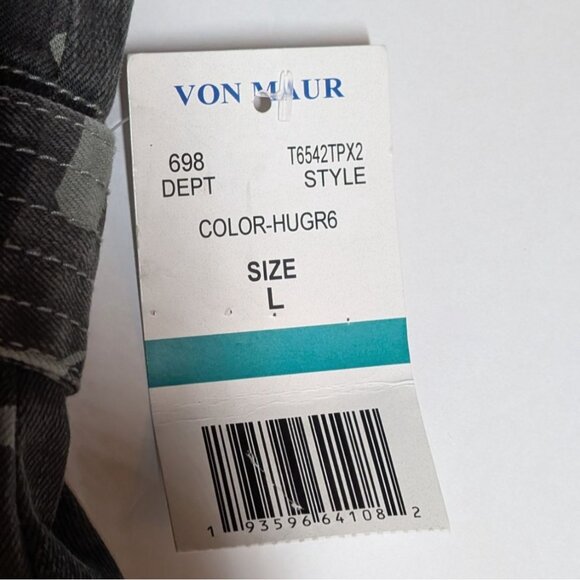 VON MAUR
698 T6542TPX2
DEPT STYLE
COLOR-HUGR6
SIZE
L
1 93596 64108 2